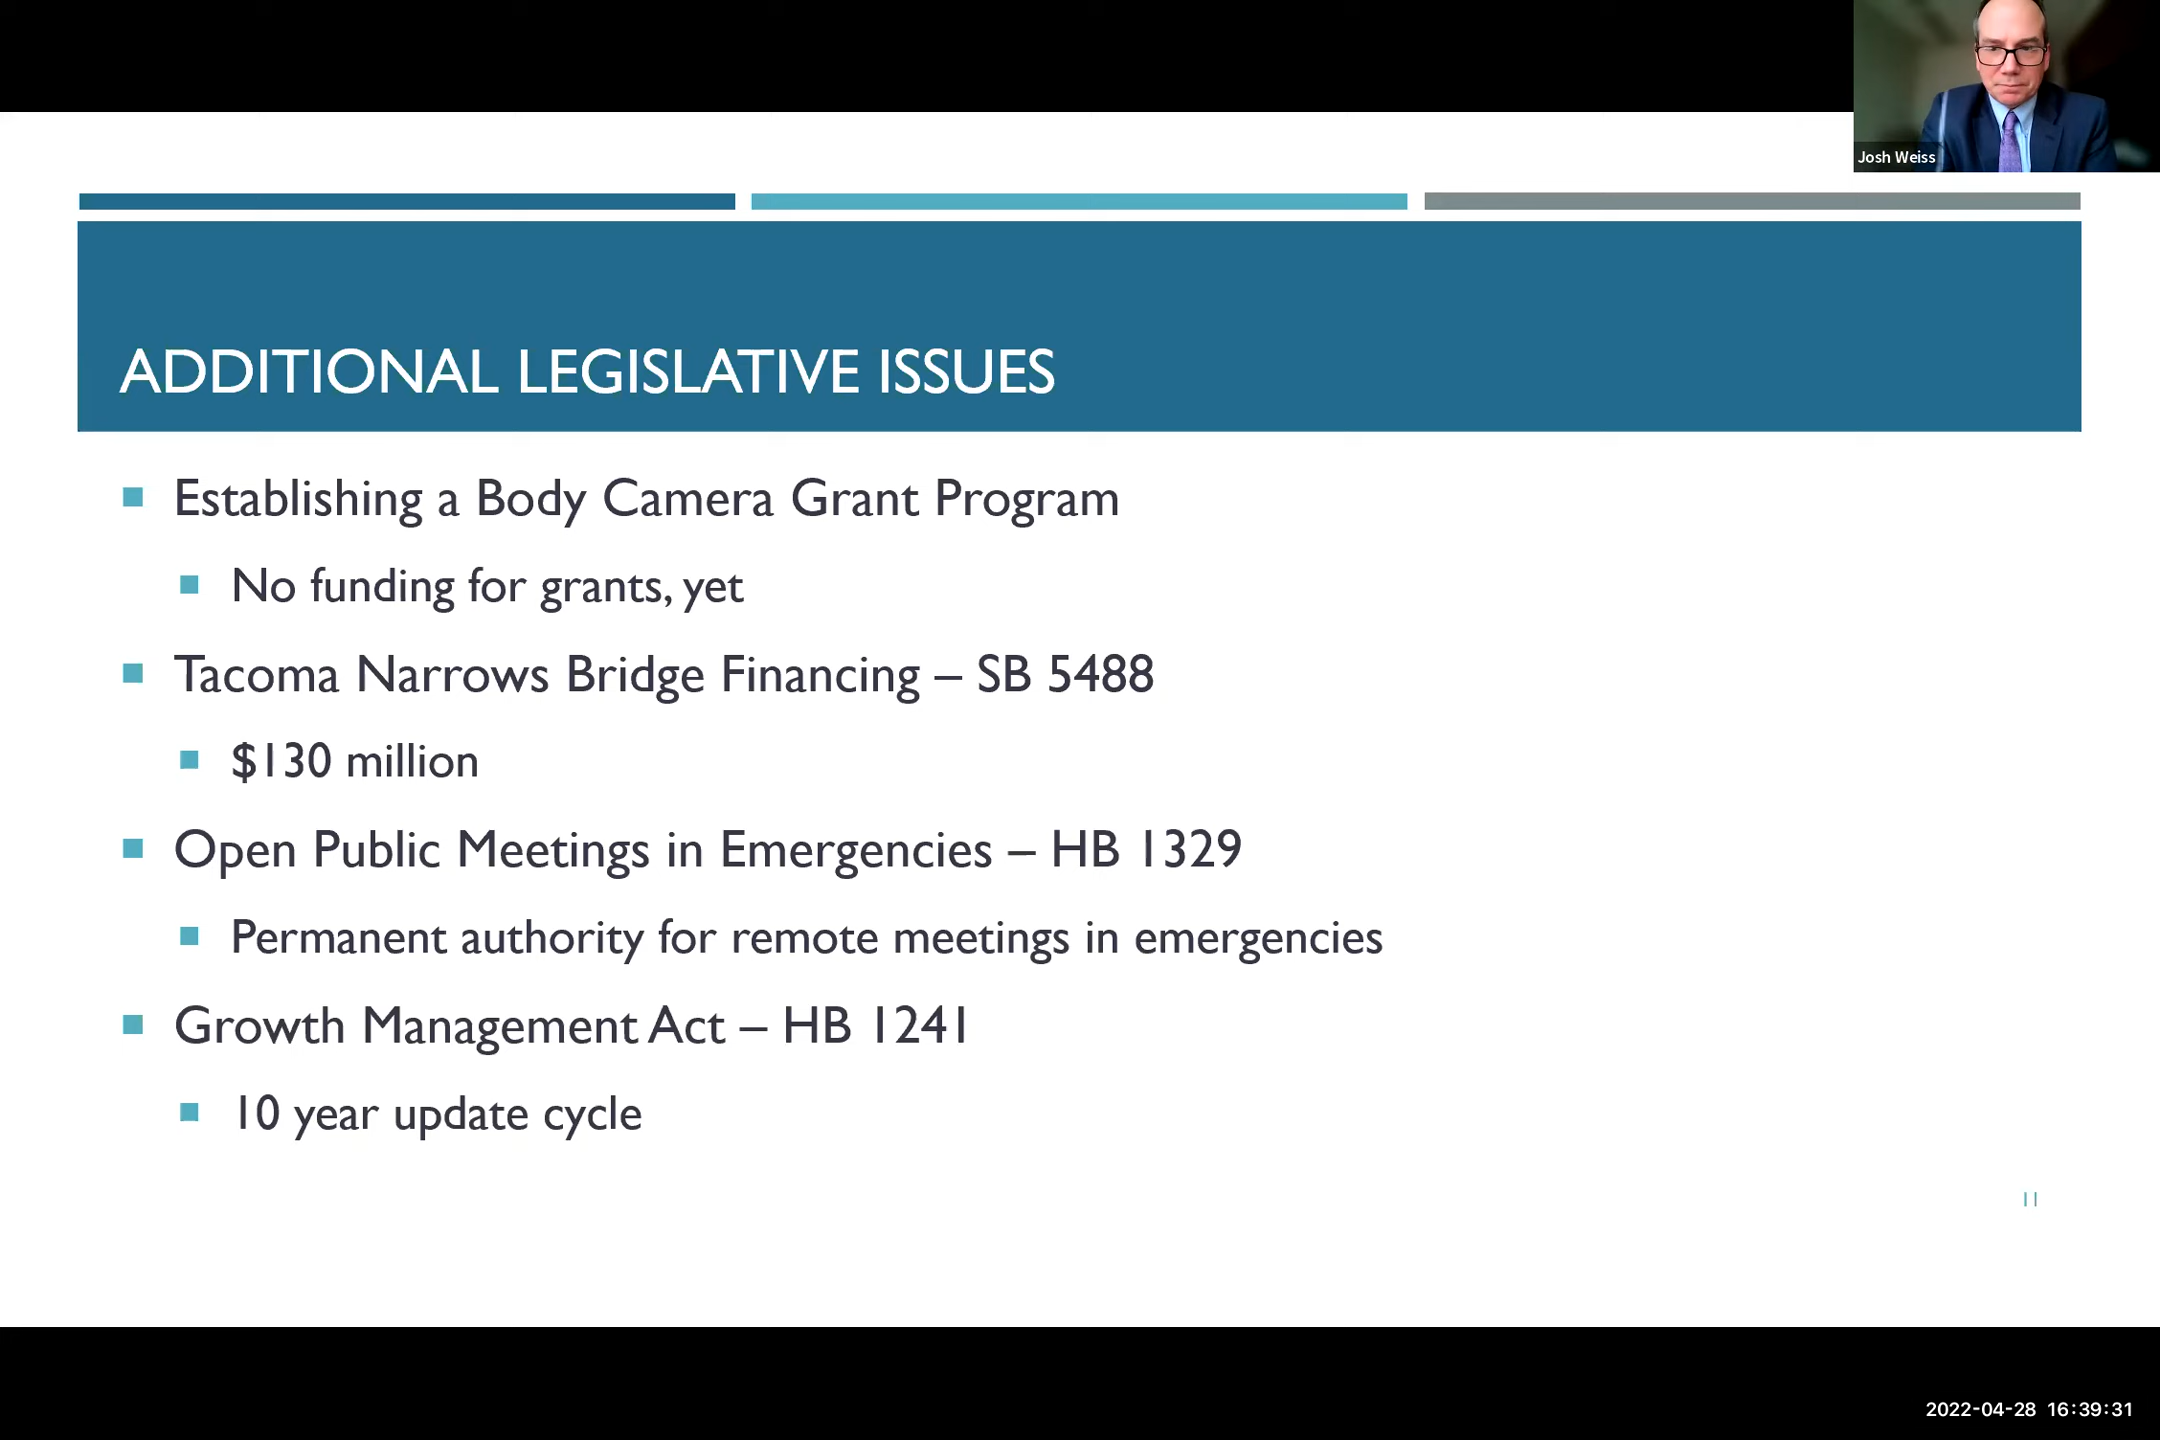 Josh Weiss
ADDITIONAL LEGISLATIVE ISSUES
Establishing a Body Camera Grant Program
No funding for grants, yet
Tacoma Narrows Bridge Financing – SB 5488
$130 million
Open Public Meetings in Emergencies – HB 1329
Permanent authority for remote meetings in emergencies
Growth Management Act – HB 1241
10 year update cycle
11
2022-04-28 16:39:31